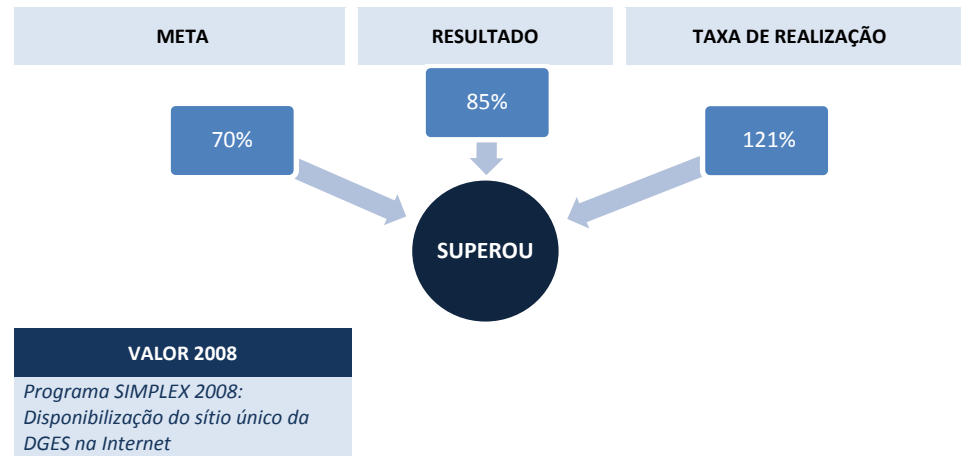 META
RESULTADO
TAXA DE REALIZAÇÃO
70%
85%
121%
SUPEROU
VALOR 2008
Programa SIMPLEX 2008:
Disponibilização do sítio único da
DGES na Internet